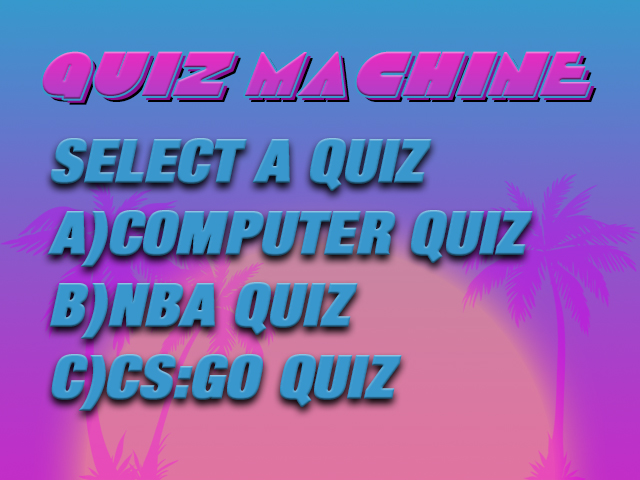 QUIZ MACHINE
SELECT A QUIZ
A)COMPUTER QUIZ
B)NBA QUIZ
C)CS:GO QUIZ